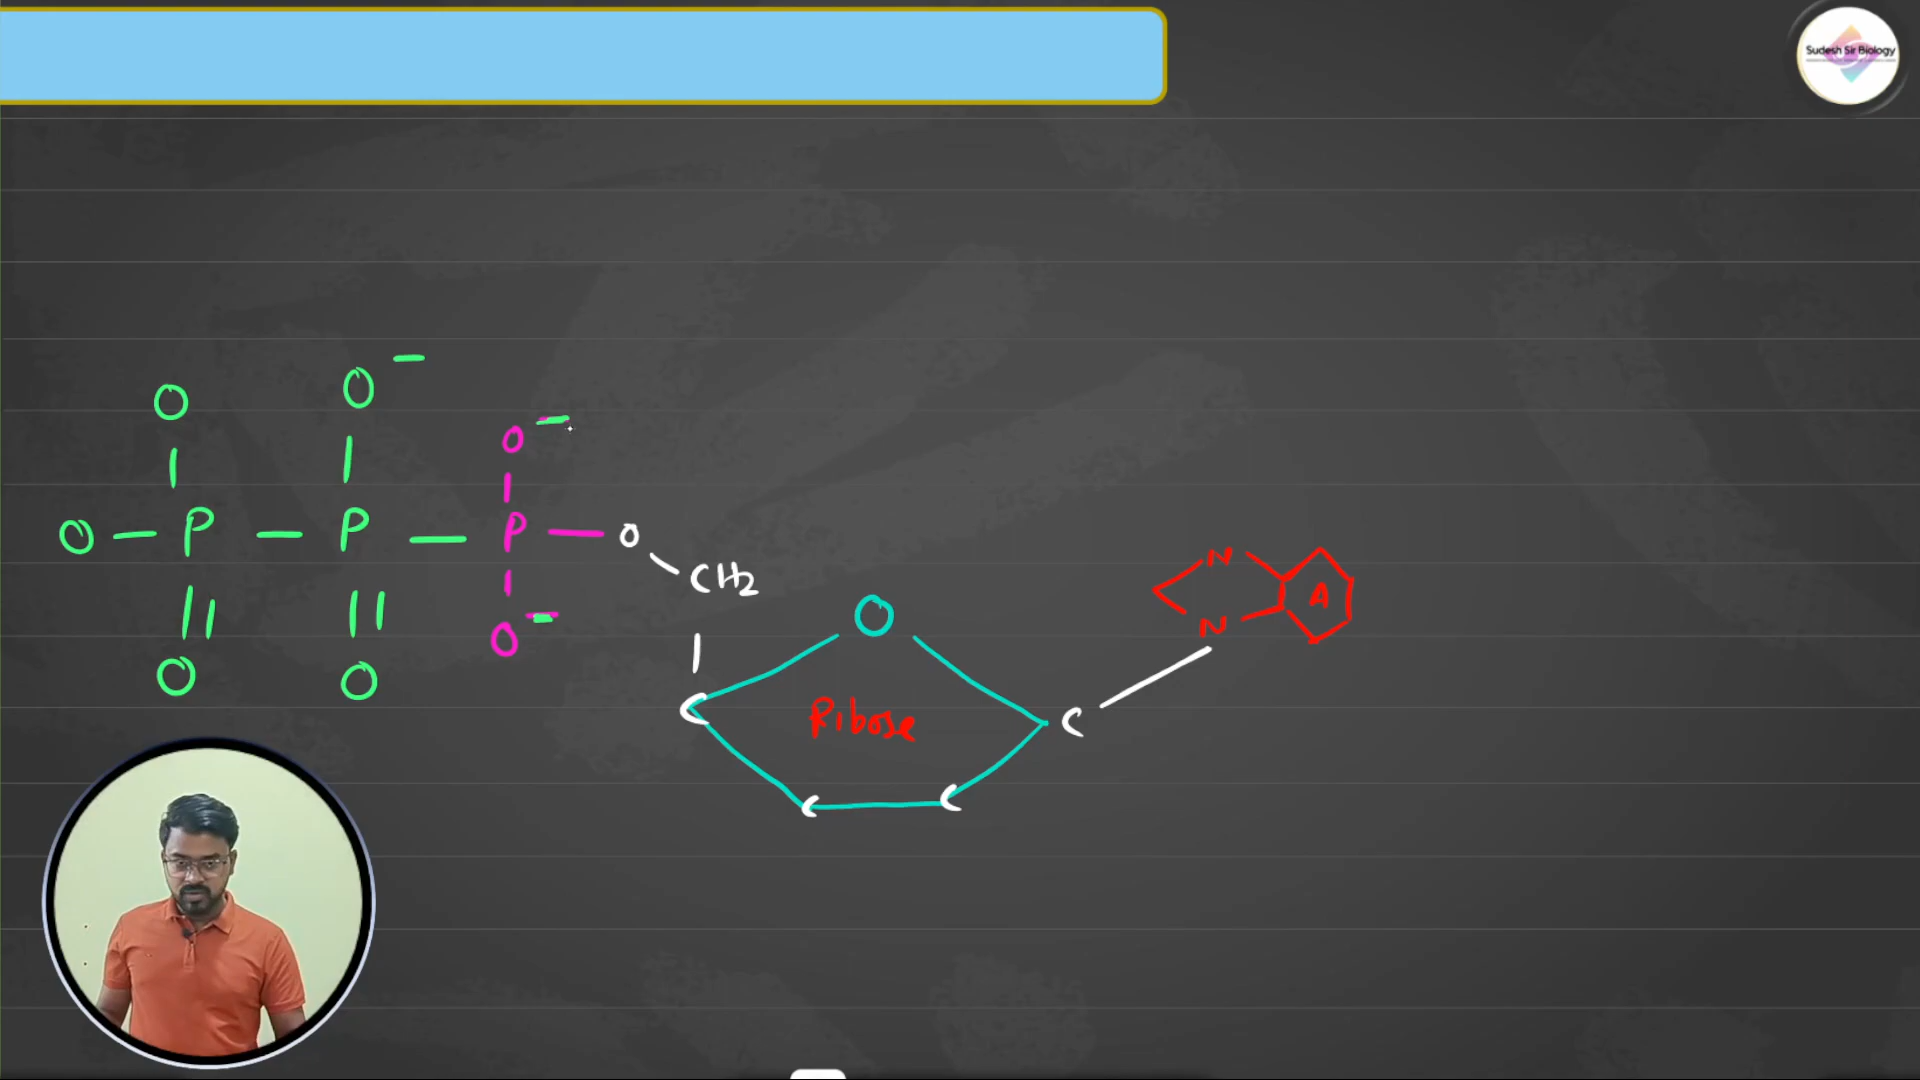 Sudesh Sir Biology
O O −
O −
O − P − P − P − O
CH2
O O O −
O
N
N
A
C
Ribose
C
C
C